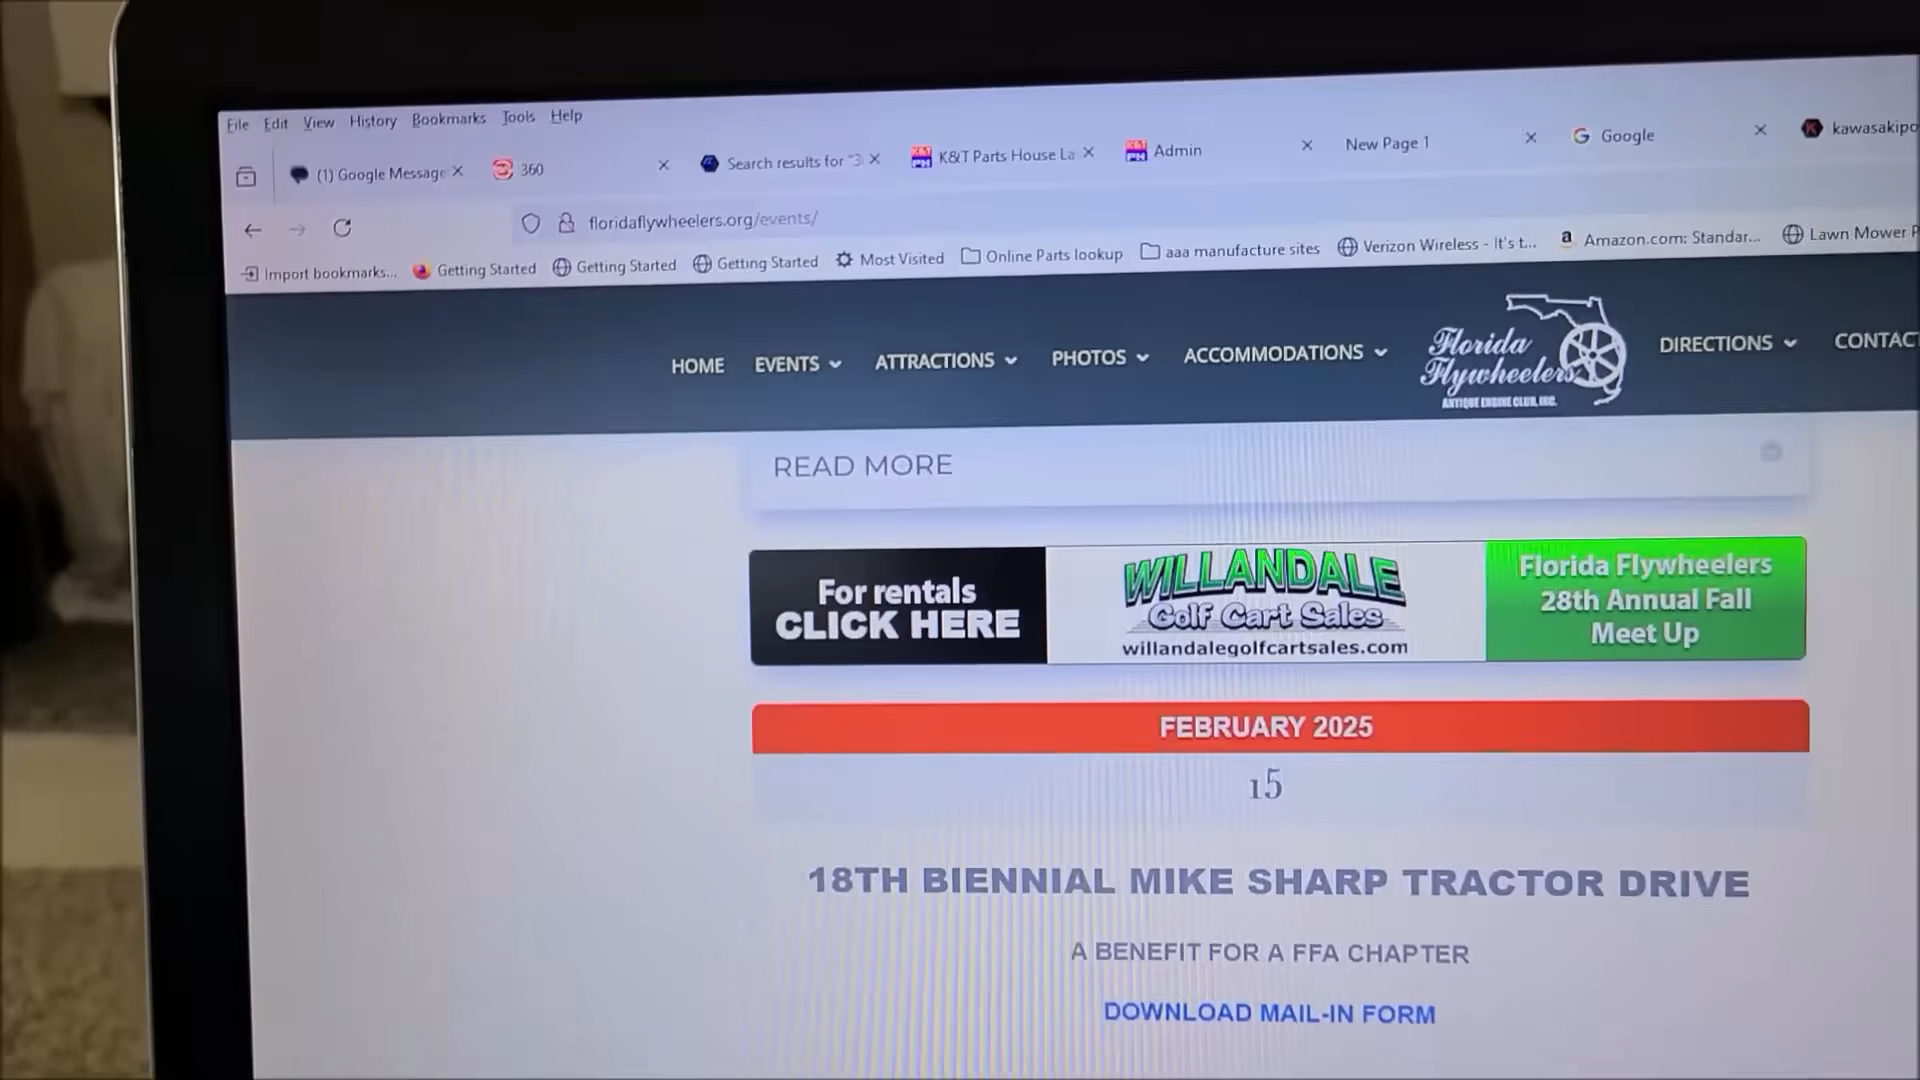 File Edit View History Bookmarks Tools Help
(1) Google Message 360 Search results for "3 K&T Parts House La Admin New Page 1 Google kawasakipo
floridaflywheelers.org/events/
Import bookmarks... Getting Started Getting Started Getting Started Most Visited Online Parts lookup aaa manufacture sites Verizon Wireless - It's t... Amazon.com: Standar... Lawn Mower P
HOME EVENTS ATTRACTIONS PHOTOS ACCOMMODATIONS DIRECTIONS CONTAC
Florida
Flywheelers
ANTIQUE ENGINE CLUB, INC.
READ MORE
For rentals
CLICK HERE
WILLANDALE
Golf Cart Sales
willandalegolfcartsales.com
Florida Flywheelers
28th Annual Fall
Meet Up
FEBRUARY 2025
15
18TH BIENNIAL MIKE SHARP TRACTOR DRIVE
A BENEFIT FOR A FFA CHAPTER
DOWNLOAD MAIL-IN FORM